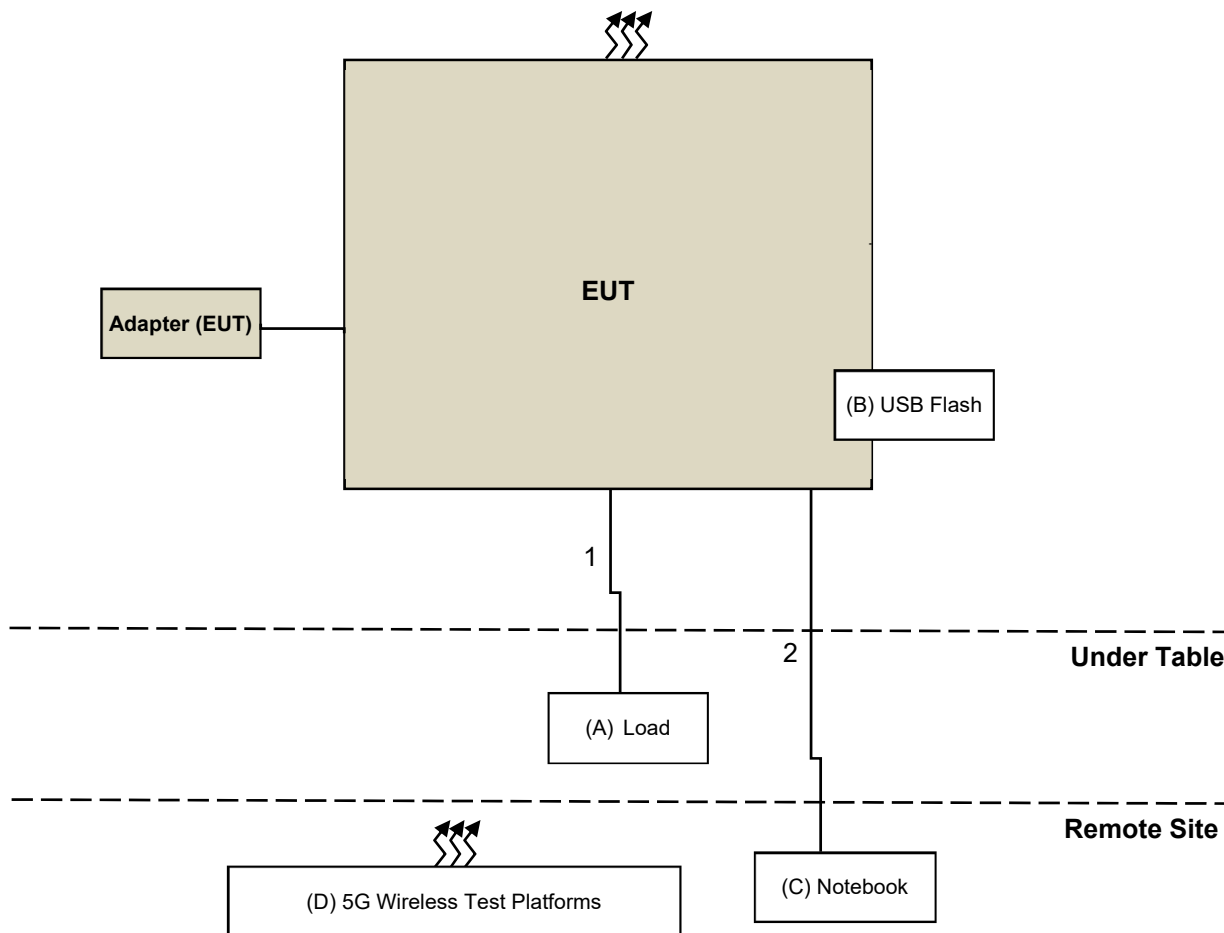 EUT
Adapter (EUT)
(B) USB Flash
1
2
Under Table
(A) Load
Remote Site
(C) Notebook
(D) 5G Wireless Test Platforms